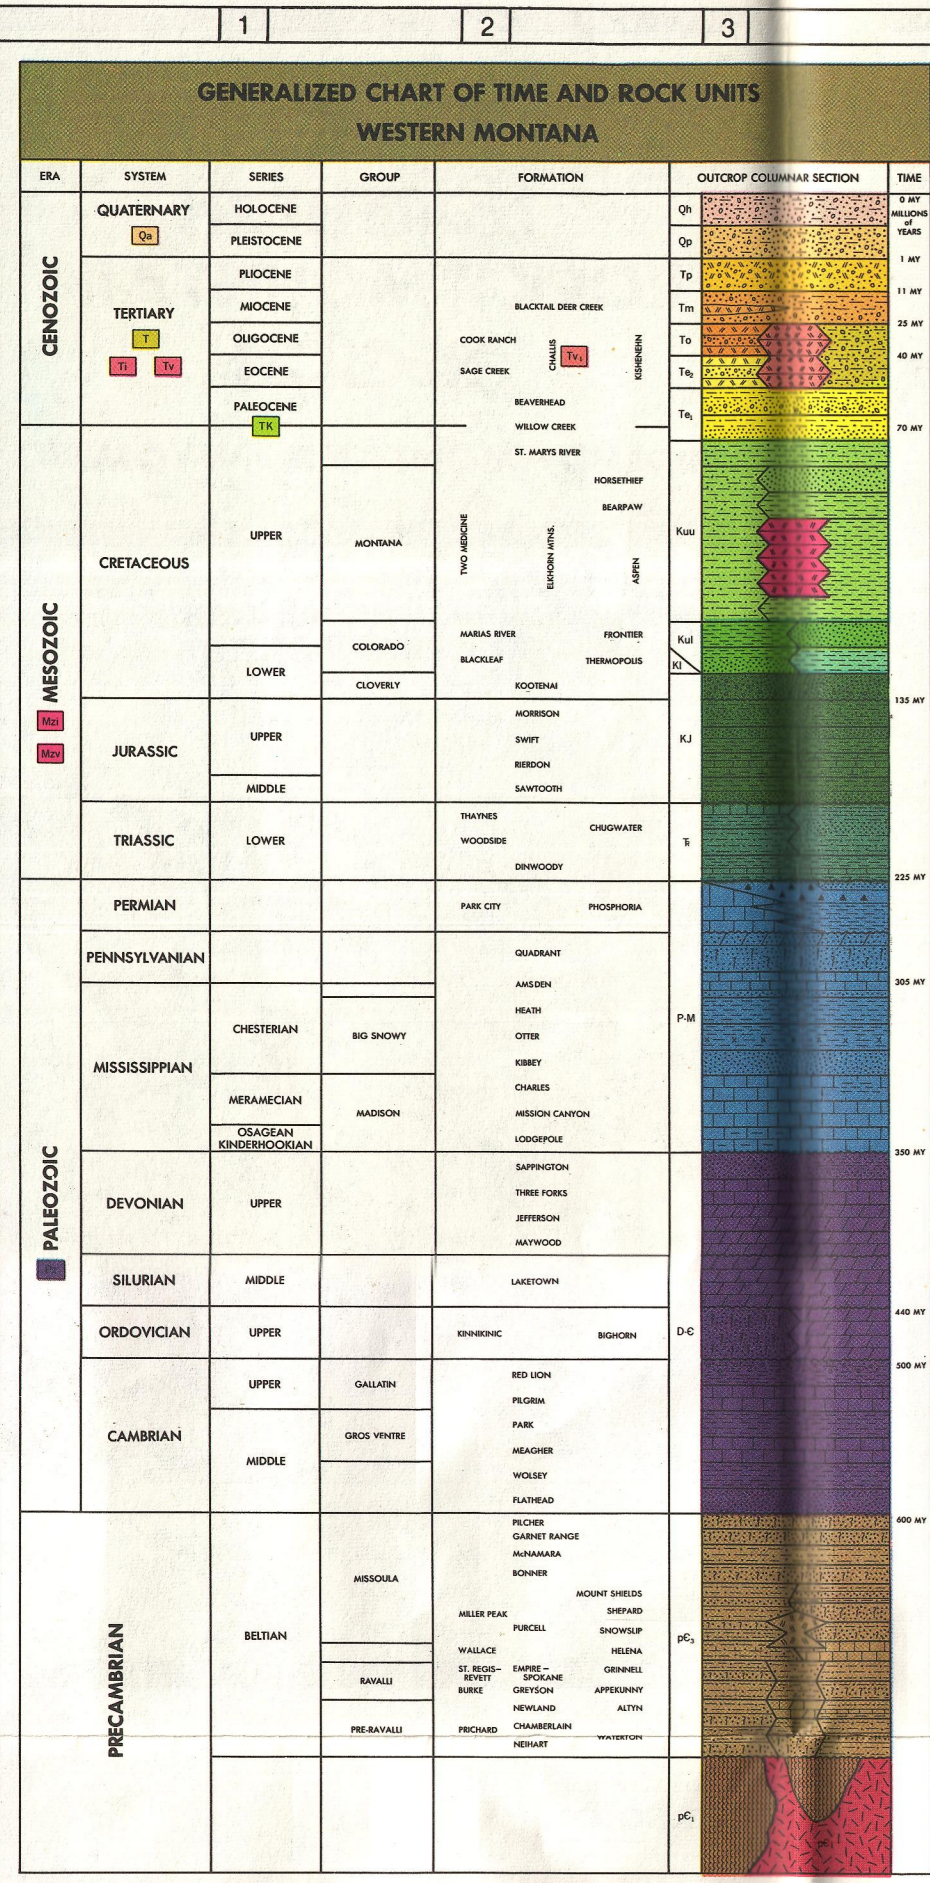 1 2 3
GENERALIZED CHART OF TIME AND ROCK UNITS
WESTERN MONTANA
ERA SYSTEM SERIES GROUP FORMATION OUTCROP COLUMNAR SECTION TIME
CENOZOIC
QUATERNARY
Qa
HOLOCENE
Qh
0 MY
MILLIONS
of
YEARS
PLEISTOCENE
Qp
1 MY
TERTIARY
T
Ti Tv
PLIOCENE
Tp
11 MY
MIOCENE
BLACKTAIL DEER CREEK
Tm
25 MY
OLIGOCENE
COOK RANCH
CHALLIS
Tv₁
KISHENEHN
To
40 MY
EOCENE
SAGE CREEK
Te₂
PALEOCENE
BEAVERHEAD
Te₁
TK
WILLOW CREEK
70 MY
MESOZOIC
Mzi
Mzv
CRETACEOUS
UPPER
ST. MARYS RIVER
MONTANA
HORSETHIEF
BEARPAW
TWO MEDICINE
ELKHORN MTNS.
ASPEN
Kuu
COLORADO
MARIAS RIVER FRONTIER
Kul
LOWER
BLACKLEAF THERMOPOLIS
Kl
CLOVERLY
KOOTENAI
135 MY
JURASSIC
UPPER
MORRISON
SWIFT
RIERDON
KJ
MIDDLE
SAWTOOTH
TRIASSIC
LOWER
THAYNES
CHUGWATER
WOODSIDE
DINWOODY
TR
225 MY
PALEOZOIC
PERMIAN
PARK CITY PHOSPHORIA
PENNSYLVANIAN
QUADRANT
AMSDEN
305 MY
MISSISSIPPIAN
CHESTERIAN
BIG SNOWY
HEATH
OTTER
KIBBEY
P-M
MERAMECIAN
MADISON
CHARLES
MISSION CANYON
OSAGEAN
KINDERHOOKIAN
LODGEPOLE
350 MY
DEVONIAN
UPPER
SAPPINGTON
THREE FORKS
JEFFERSON
MAYWOOD
SILURIAN
MIDDLE
LAKETOWN
440 MY
ORDOVICIAN
UPPER
KINNIKINIC BIGHORN
D-Є
500 MY
CAMBRIAN
UPPER
GALLATIN
RED LION
PILGRIM
MIDDLE
GROS VENTRE
PARK
MEAGHER
WOLSEY
FLATHEAD
600 MY
PRECAMBRIAN
BELTIAN
MISSOULA
PILCHER
GARNET RANGE
McNAMARA
BONNER
MOUNT SHIELDS
MILLER PEAK SHEPARD
PURCELL SNOWSLIP
pЄ₃
WALLACE HELENA
RAVALLI
ST. REGIS–
REVETT
EMPIRE –
SPOKANE
GRINNELL
BURKE GREYSON APPEKUNNY
PRE-RAVALLI
NEWLAND ALTYN
PRICHARD CHAMBERLAIN
WATERTON
NEIHART
pЄ₁